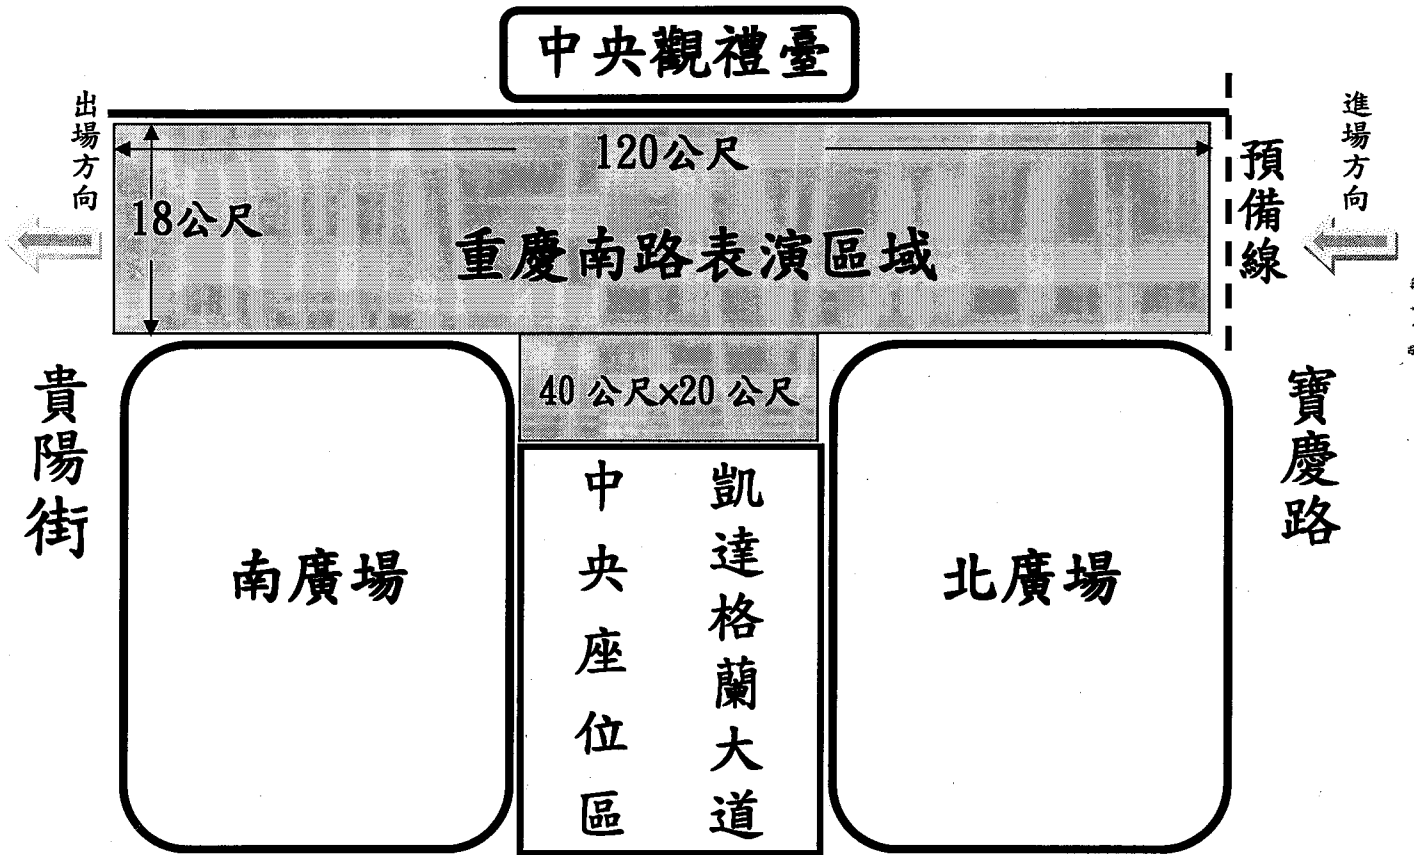 中央觀禮臺
出場方向
進場方向
120公尺
預備線
18公尺
重慶南路表演區域
40 公尺×20 公尺
貴陽街
寶慶路
南廣場
中央座位區
凱達格蘭大道
北廣場